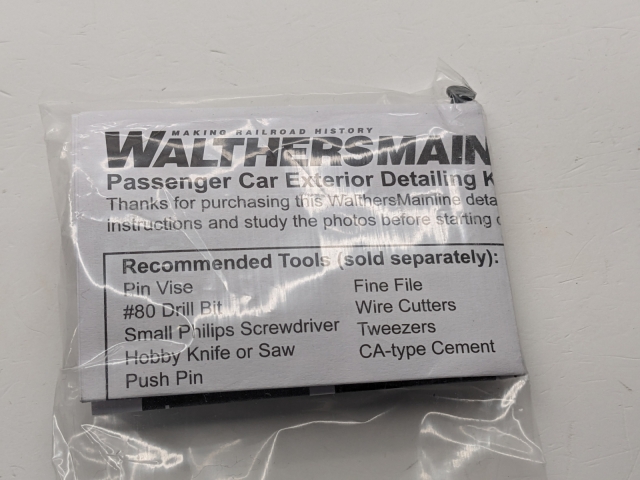 MAKING RAILROAD HISTORY
WALTHERSMAIN
Passenger Car Exterior Detailing K
Thanks for purchasing this WalthersMainline deta
instructions and study the photos before starting
Recommended Tools (sold separately):
Pin Vise
#80 Drill Bit
Small Philips Screwdriver
Hobby Knife or Saw
Push Pin
Fine File
Wire Cutters
Tweezers
CA-type Cement